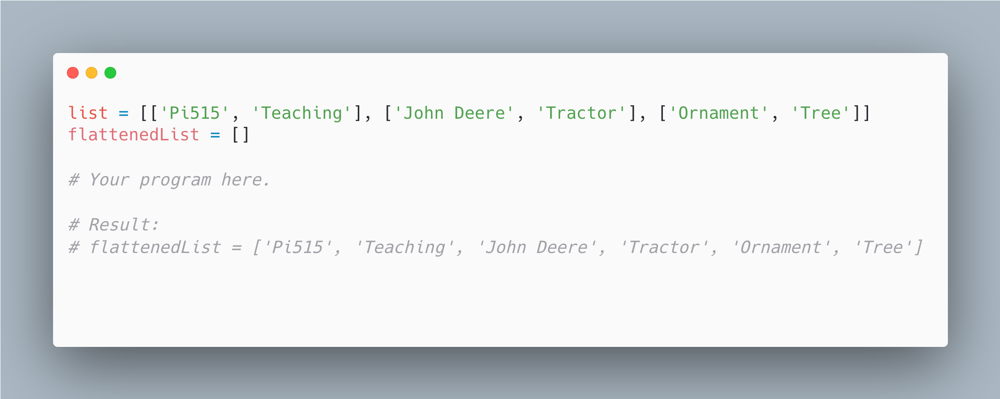 list = [['Pi515', 'Teaching'], ['John Deere', 'Tractor'], ['Ornament', 'Tree']]
flattenedList = []
# Your program here.
# Result:
# flattenedList = ['Pi515', 'Teaching', 'John Deere', 'Tractor', 'Ornament', 'Tree']